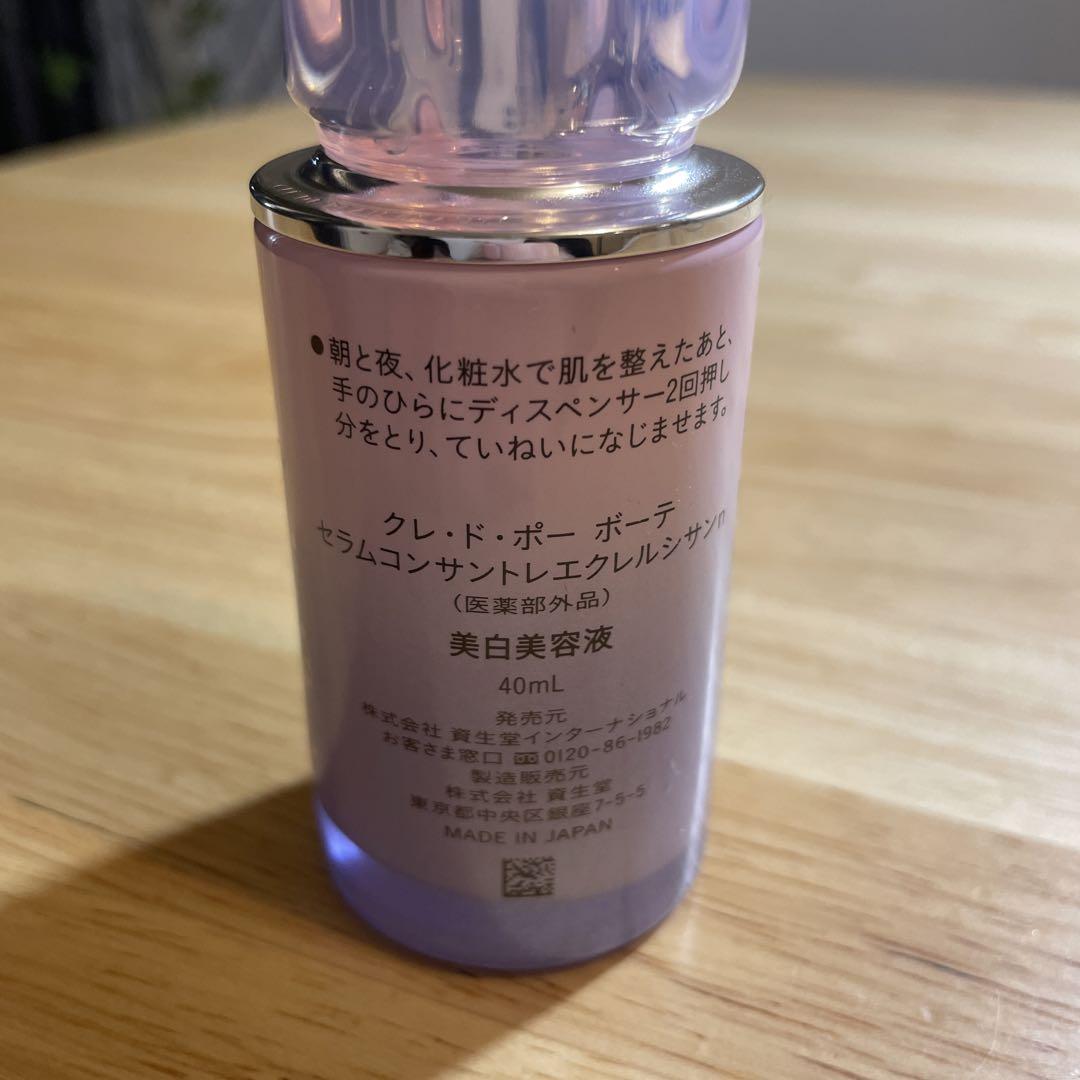 ●朝と夜、化粧水で肌を整えたあと、
手のひらにディスペンサー2回押し
分をとり、ていねいになじませます。
クレ・ド・ポー ボーテ
セラムコンサントレエクレルシサンn
(医薬部外品)
美白美容液
40mL
発売元
株式会社 資生堂インターナショナル
お客さま窓口 0120-86-1982
製造販売元
株式会社 資生堂
東京都中央区銀座7-5-5
MADE IN JAPAN